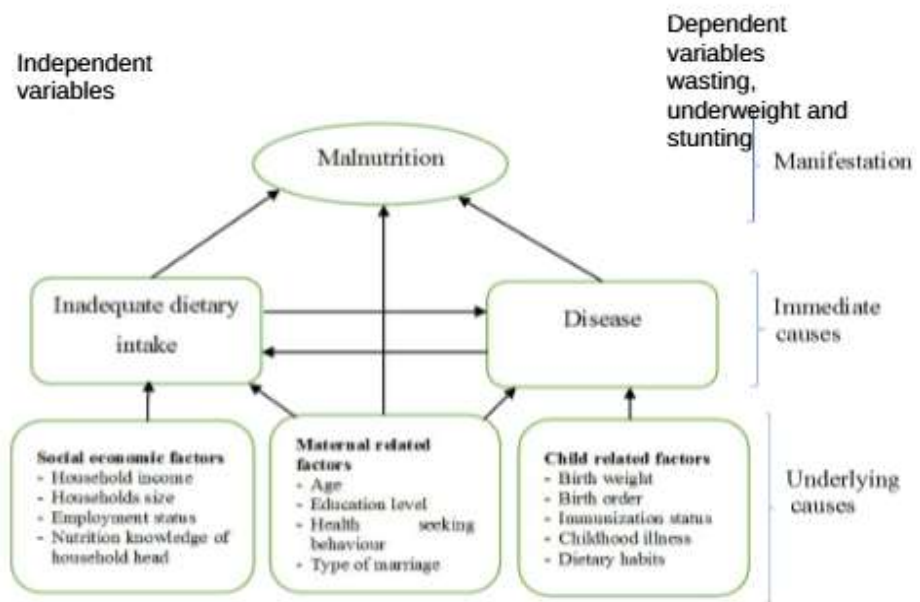 Independent
variables
Dependent
variables
wasting,
underweight and
stunting
Malnutrition
Manifestation
Inadequate dietary
intake
Disease
Immediate
causes
Social economic factors
- Household income
- Households size
- Employment status
- Nutrition knowledge of
household head
Maternal related
factors
- Age
- Education level
- Health seeking
behaviour
- Type of marriage
Child related factors
- Birth weight
- Birth order
- Immunization status
- Childhood illness
- Dietary habits
Underlying
causes